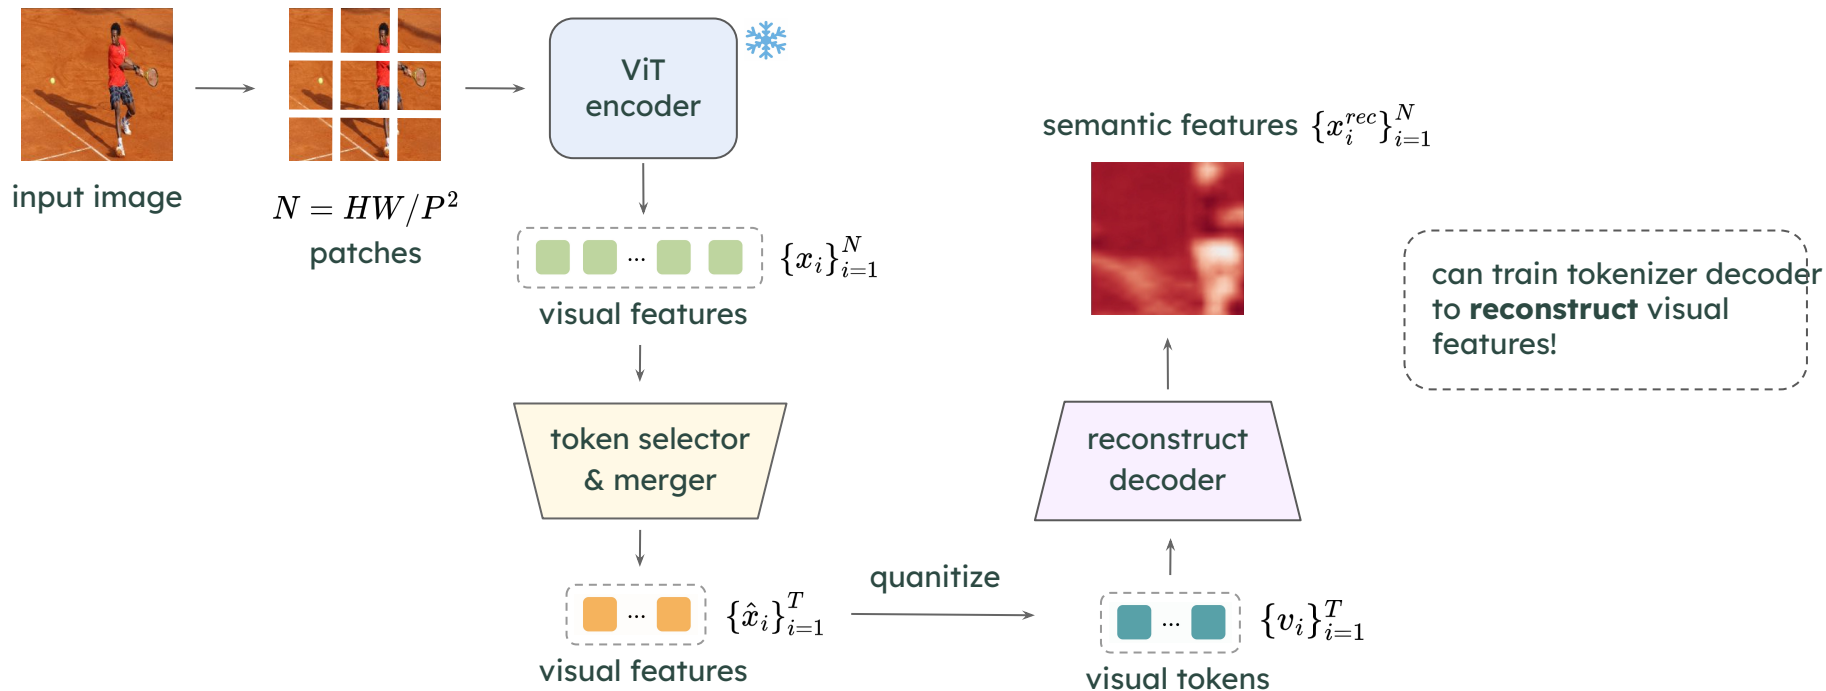 input image
N = HW/P²
patches
ViT
encoder
{x_i}_{i=1}^N
visual features
token selector
& merger
{x̂_i}_{i=1}^T
visual features
quanitize
semantic features {x_i^{rec}}_{i=1}^N
reconstruct
decoder
{v_i}_{i=1}^T
visual tokens
can train tokenizer decoder
to reconstruct visual
features!